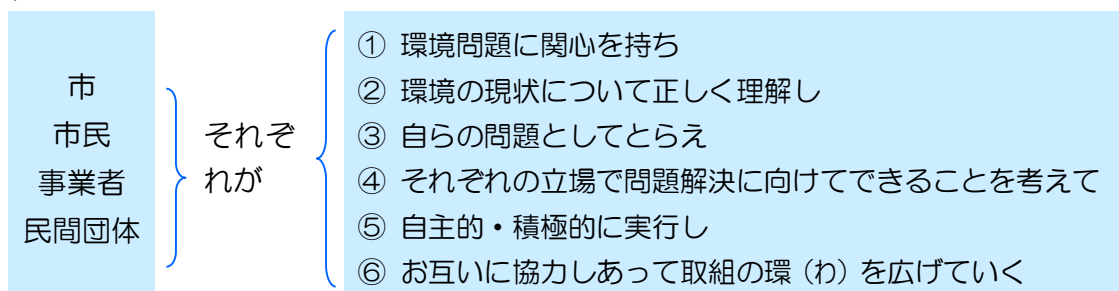 市
市民
事業者
民間団体
それぞ
れが
① 環境問題に関心を持ち
② 環境の現状について正しく理解し
③ 自らの問題としてとらえ
④ それぞれの立場で問題解決に向けてできることを考えて
⑤ 自主的・積極的に実行し
⑥ お互いに協力しあって取組の環（わ）を広げていく